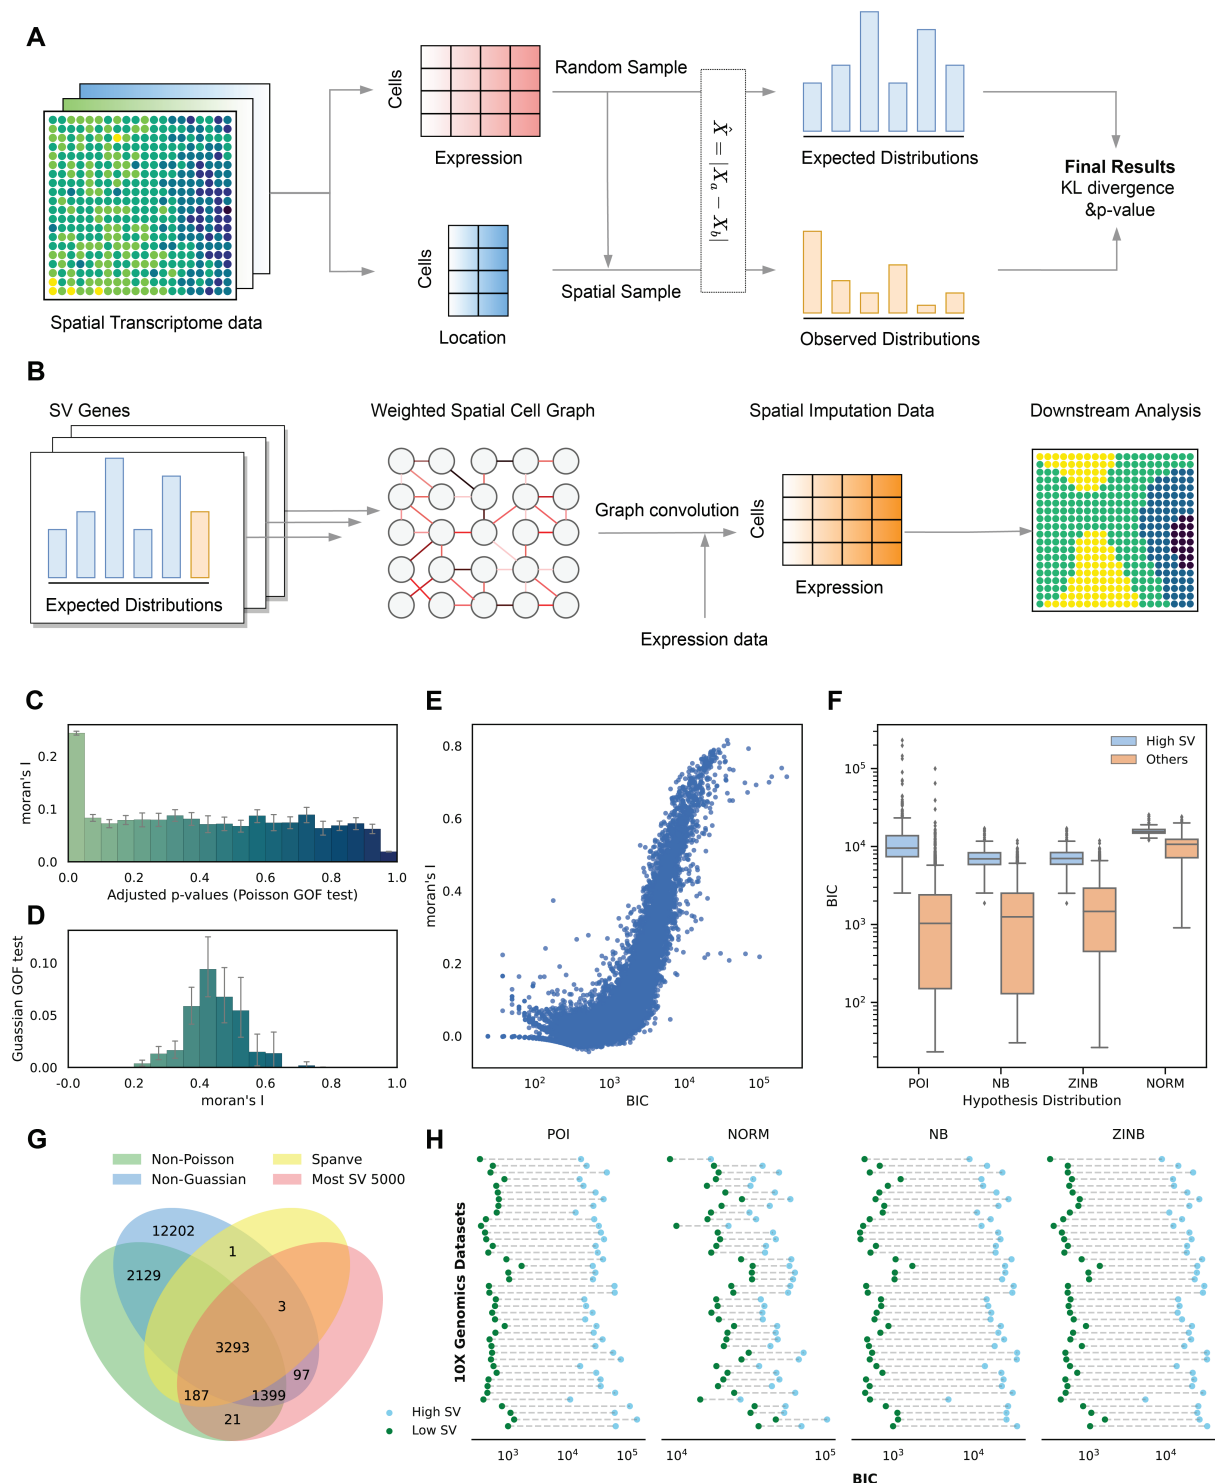 A
Spatial Transcriptome data
Cells
Expression
Cells
Location
Random Sample
Spatial Sample
X̂ = |Xₐ − X_b|
Expected Distributions
Observed Distributions
Final Results
KL divergence
&p-value
B
SV Genes
Expected Distributions
Weighted Spatial Cell Graph
Graph convolution
Expression data
Spatial Imputation Data
Cells
Expression
Downstream Analysis
C
moran's I
0.2
0.1
0.0
0.0 0.2 0.4 0.6 0.8 1.0
Adjusted p-values (Poisson GOF test)
D
Guassian GOF test
0.10
0.05
0.00
-0.0 0.2 0.4 0.6 0.8 1.0
moran's I
E
moran's I
0.8
0.6
0.4
0.2
0.0
10² 10³ 10⁴ 10⁵
BIC
F
High SV
Others
BIC
10⁵
10⁴
10³
10²
POI NB ZINB NORM
Hypothesis Distribution
G
Non-Poisson
Non-Guassian
Spanve
Most SV 5000
12202
1
2129
3
3293
97
187
1399
21
H
POI NORM NB ZINB
10X Genomics Datasets
High SV
Low SV
10³ 10⁴ 10⁵
10⁴ 10⁵
10³ 10⁴
10³ 10⁴
BIC